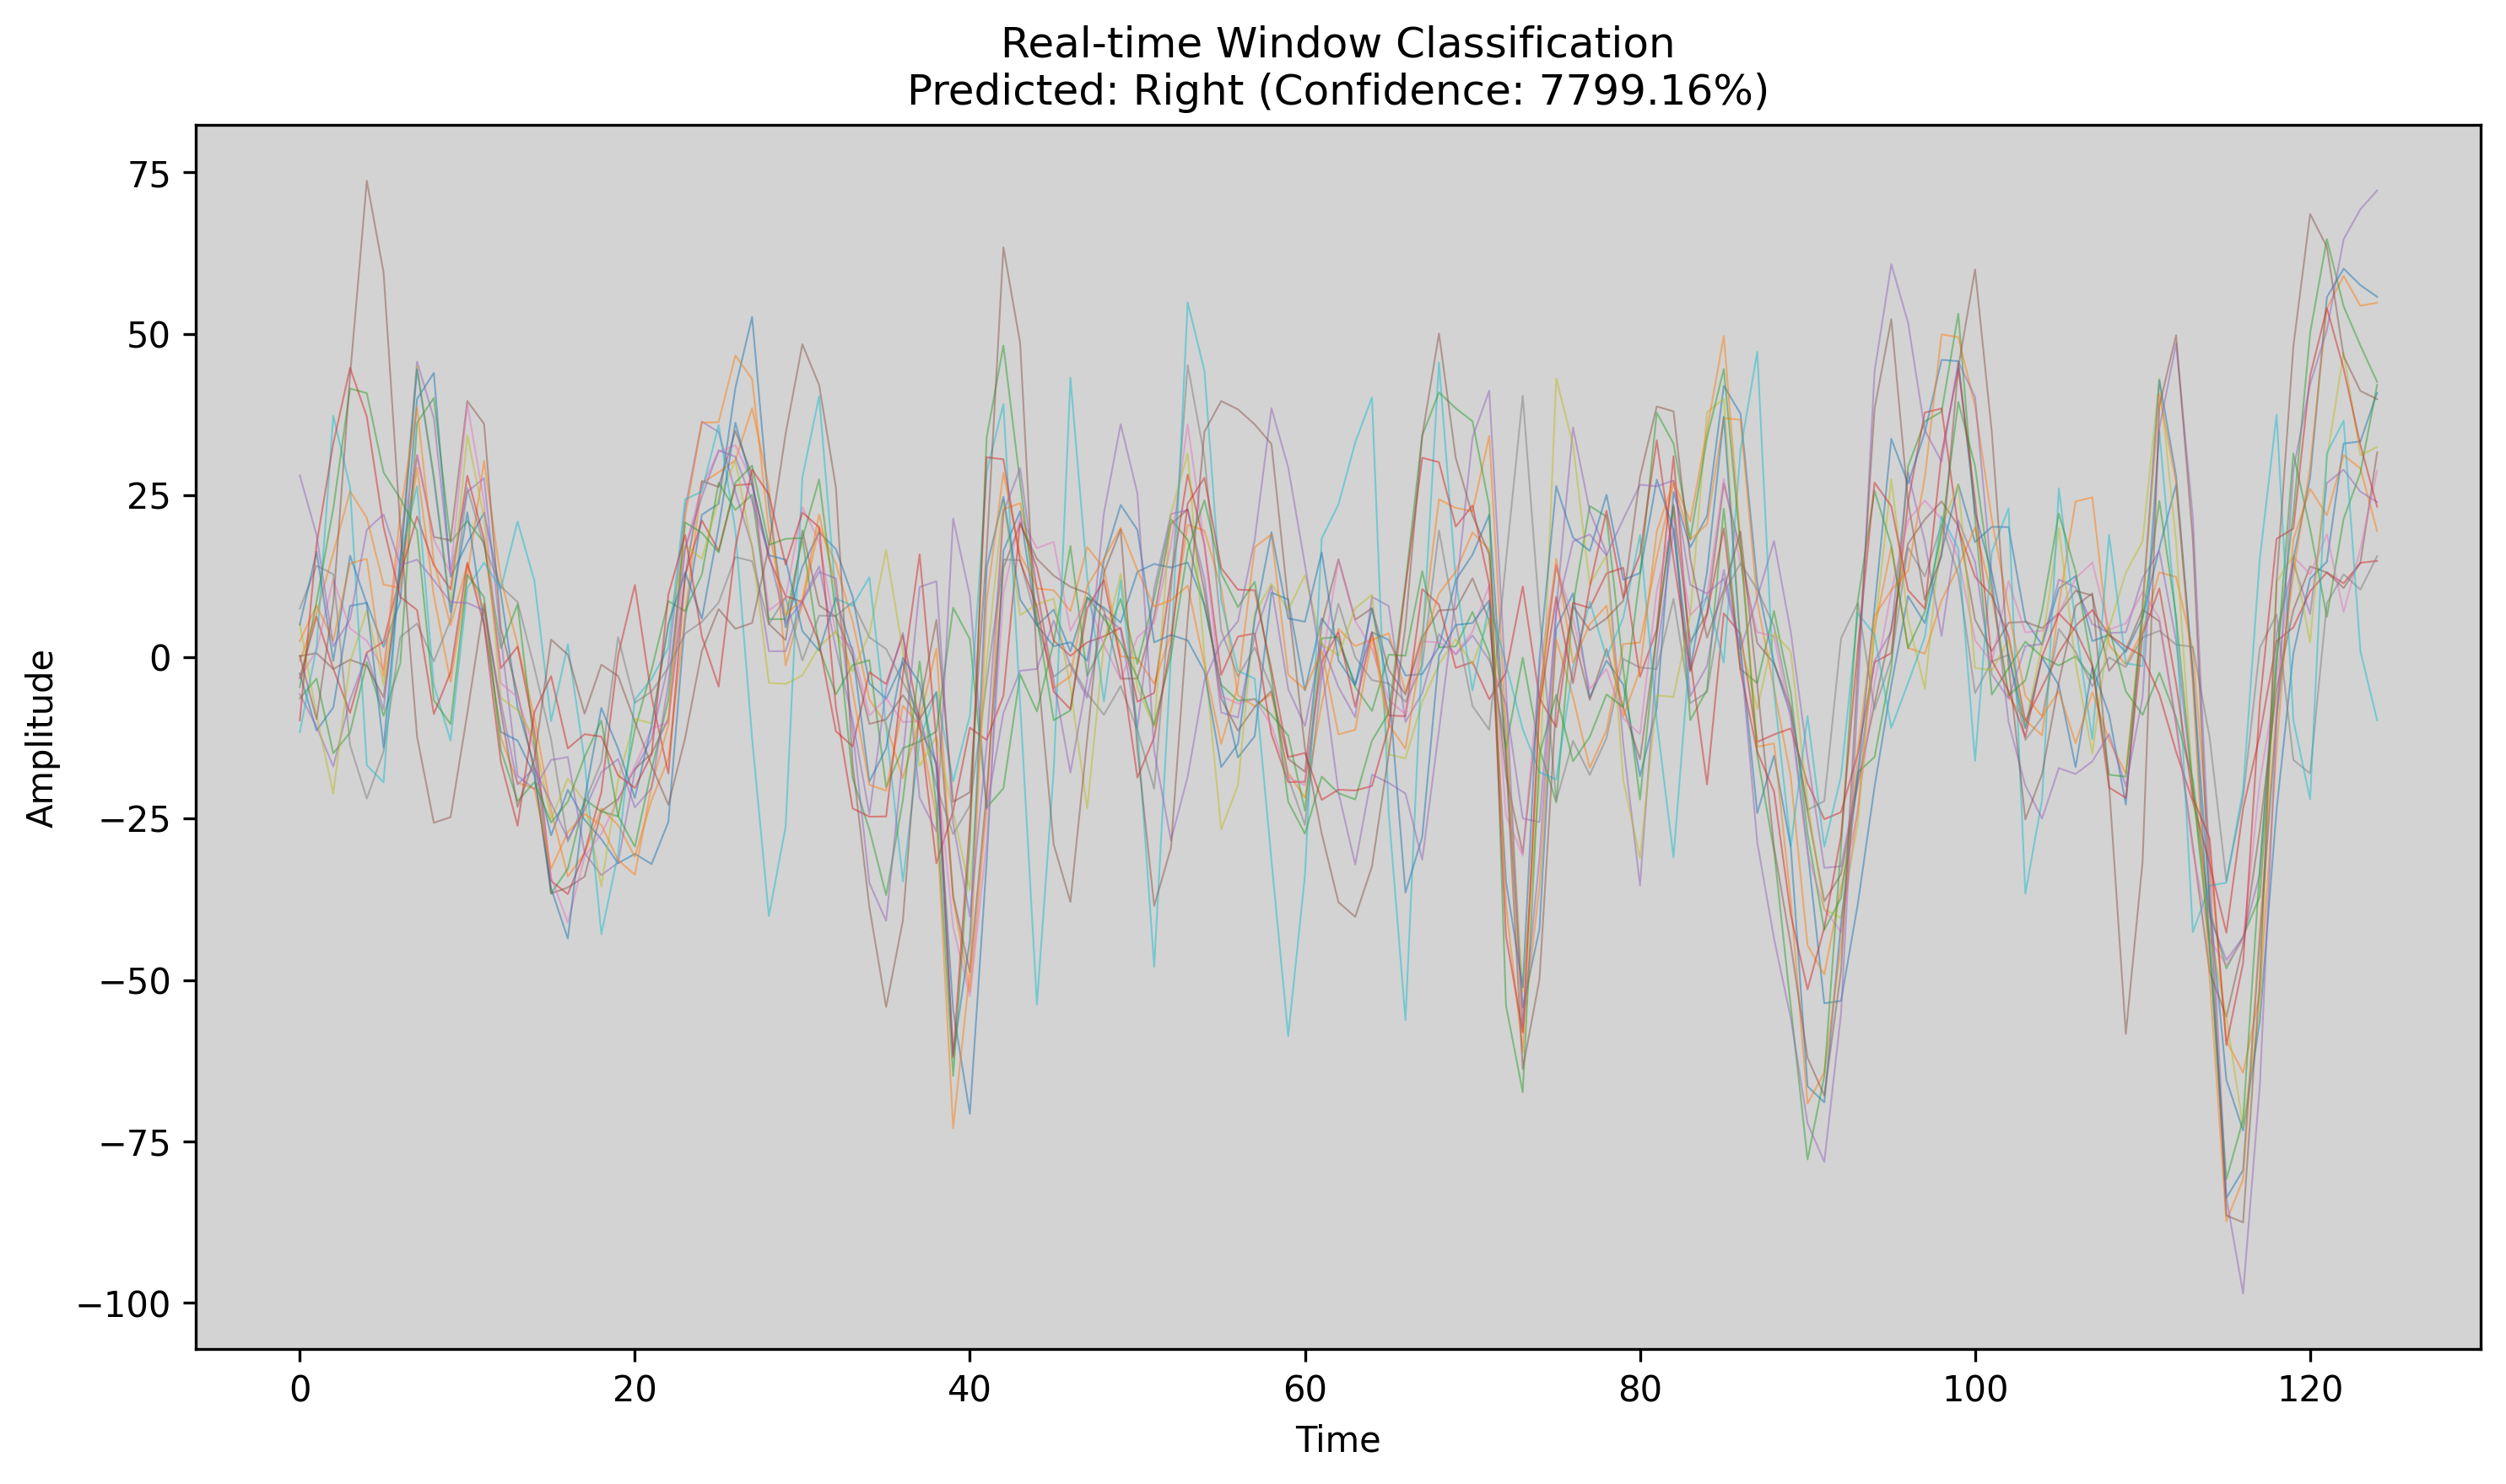 Real-time Window Classification
Predicted: Right (Confidence: 7799.16%)
75
50
25
0
−25
−50
−75
−100
Amplitude
0 20 40 60 80 100 120
Time